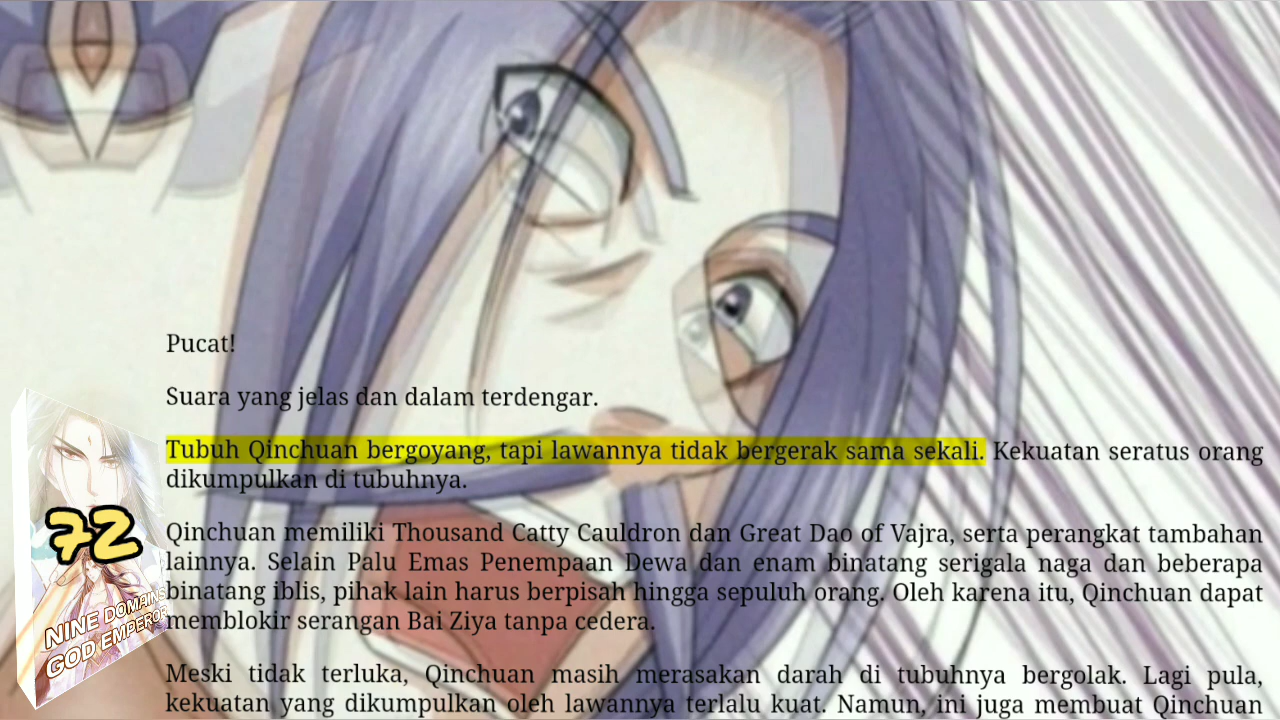 Pucat!
Suara yang jelas dan dalam terdengar.
Tubuh Qinchuan bergoyang, tapi lawannya tidak bergerak sama sekali. Kekuatan seratus orang
dikumpulkan di tubuhnya.
Qinchuan memiliki Thousand Catty Cauldron dan Great Dao of Vajra, serta perangkat tambahan
lainnya. Selain Palu Emas Penempaan Dewa dan enam binatang serigala naga dan beberapa
binatang iblis, pihak lain harus berpisah hingga sepuluh orang. Oleh karena itu, Qinchuan dapat
memblokir serangan Bai Ziya tanpa cedera.
Meski tidak terluka, Qinchuan masih merasakan darah di tubuhnya bergolak. Lagi pula,
kekuatan yang dikumpulkan oleh lawannya terlalu kuat. Namun, ini juga membuat Qinchuan
72
NINE DOMAINS
GOD EMPEROR